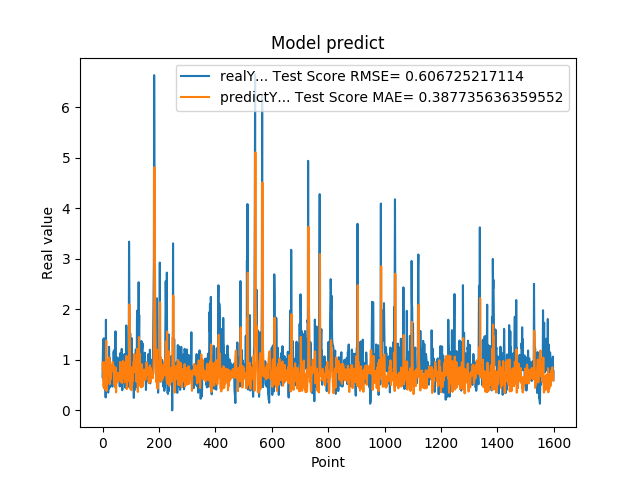 Model predict
realY... Test Score RMSE= 0.606725217114
predictY... Test Score MAE= 0.387735636359552
Real value
6
5
4
3
2
1
0
0 200 400 600 800 1000 1200 1400 1600
Point